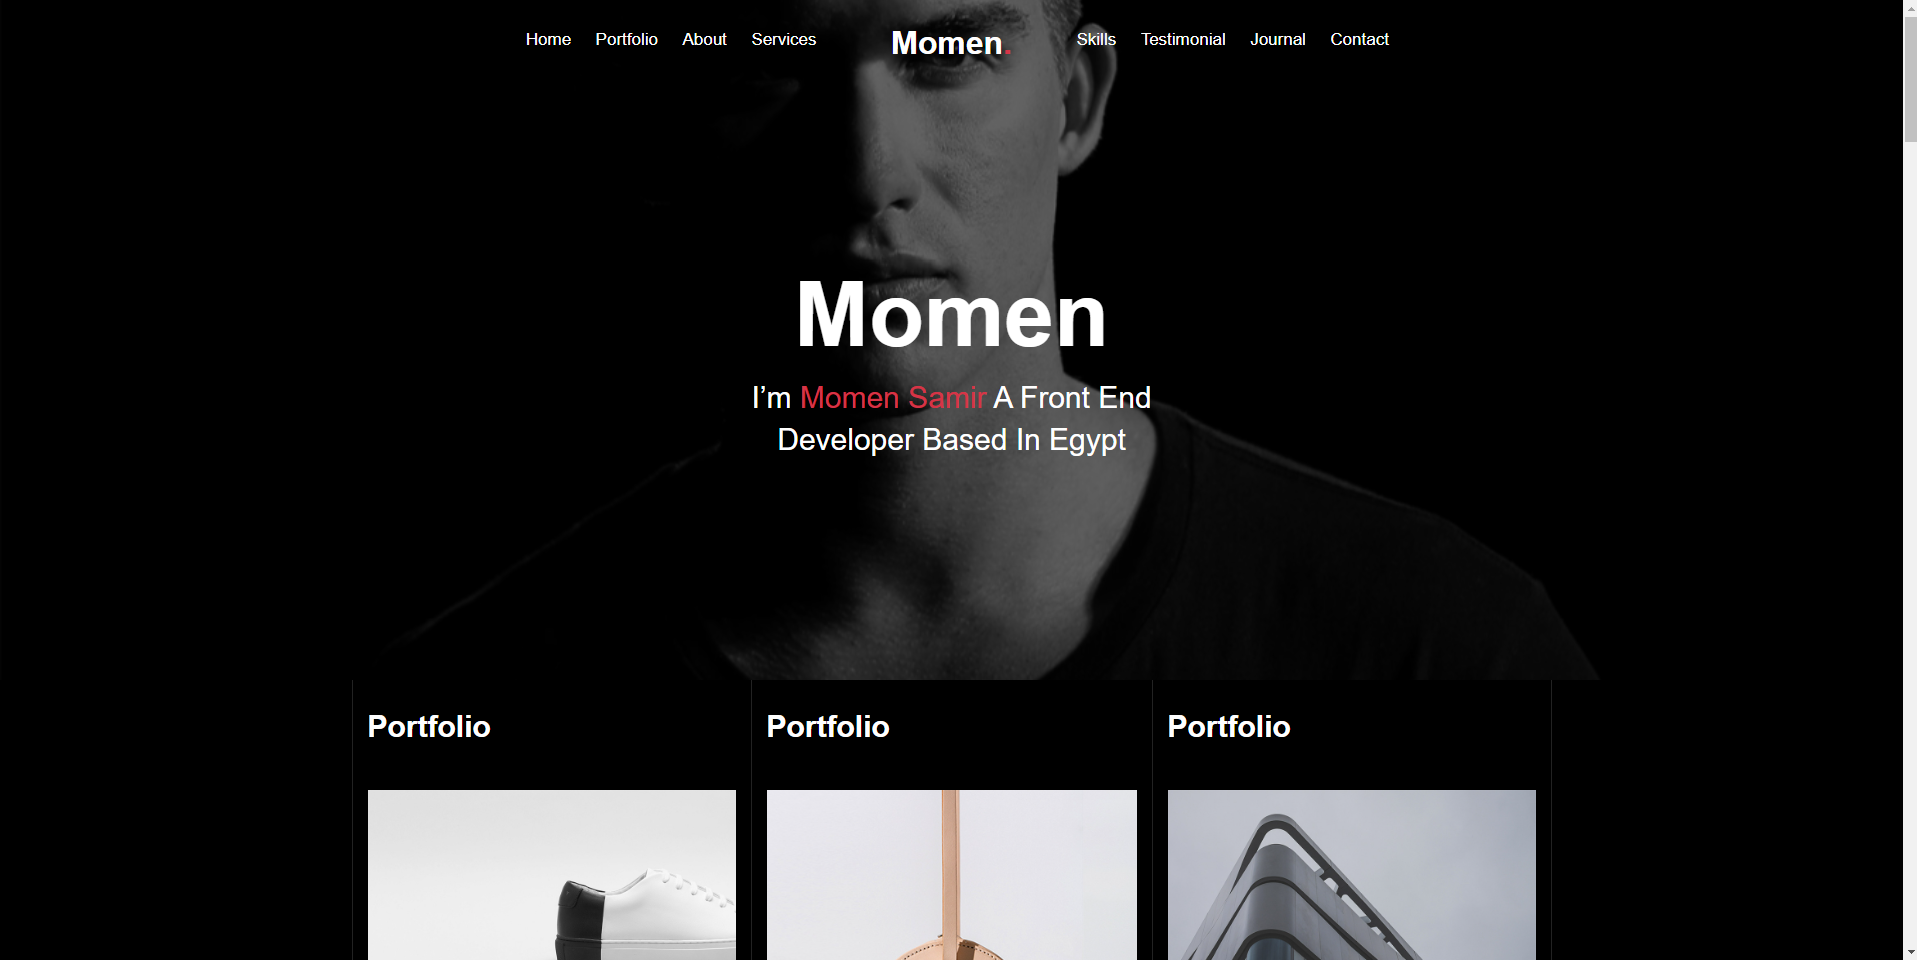 Home Portfolio About Services Momen. Skills Testimonial Journal Contact
Momen
I’m Momen Samir A Front End
Developer Based In Egypt
Portfolio Portfolio Portfolio